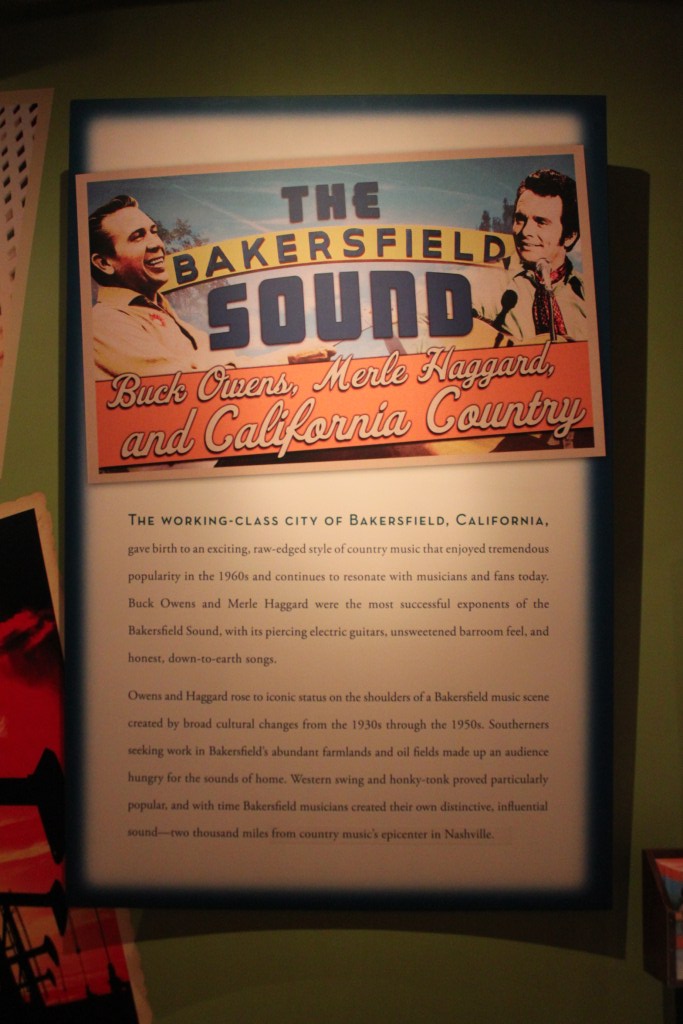 THE
BAKERSFIELD
SOUND
Buck Owens, Merle Haggard,
and California Country
THE WORKING-CLASS CITY OF BAKERSFIELD, CALIFORNIA,
gave birth to an exciting, raw-edged style of country music that enjoyed tremendous
popularity in the 1960s and continues to resonate with musicians and fans today.
Buck Owens and Merle Haggard were the most successful exponents of the
Bakersfield Sound, with its piercing electric guitars, unsweetened barroom feel, and
honest, down-to-earth songs.
Owens and Haggard rose to iconic status on the shoulders of a Bakersfield music scene
created by broad cultural changes from the 1930s through the 1950s. Southerners
seeking work in Bakersfield's abundant farmlands and oil fields made up an audience
hungry for the sounds of home. Western swing and honky-tonk proved particularly
popular, and with time Bakersfield musicians created their own distinctive, influential
sound—two thousand miles from country music's epicenter in Nashville.